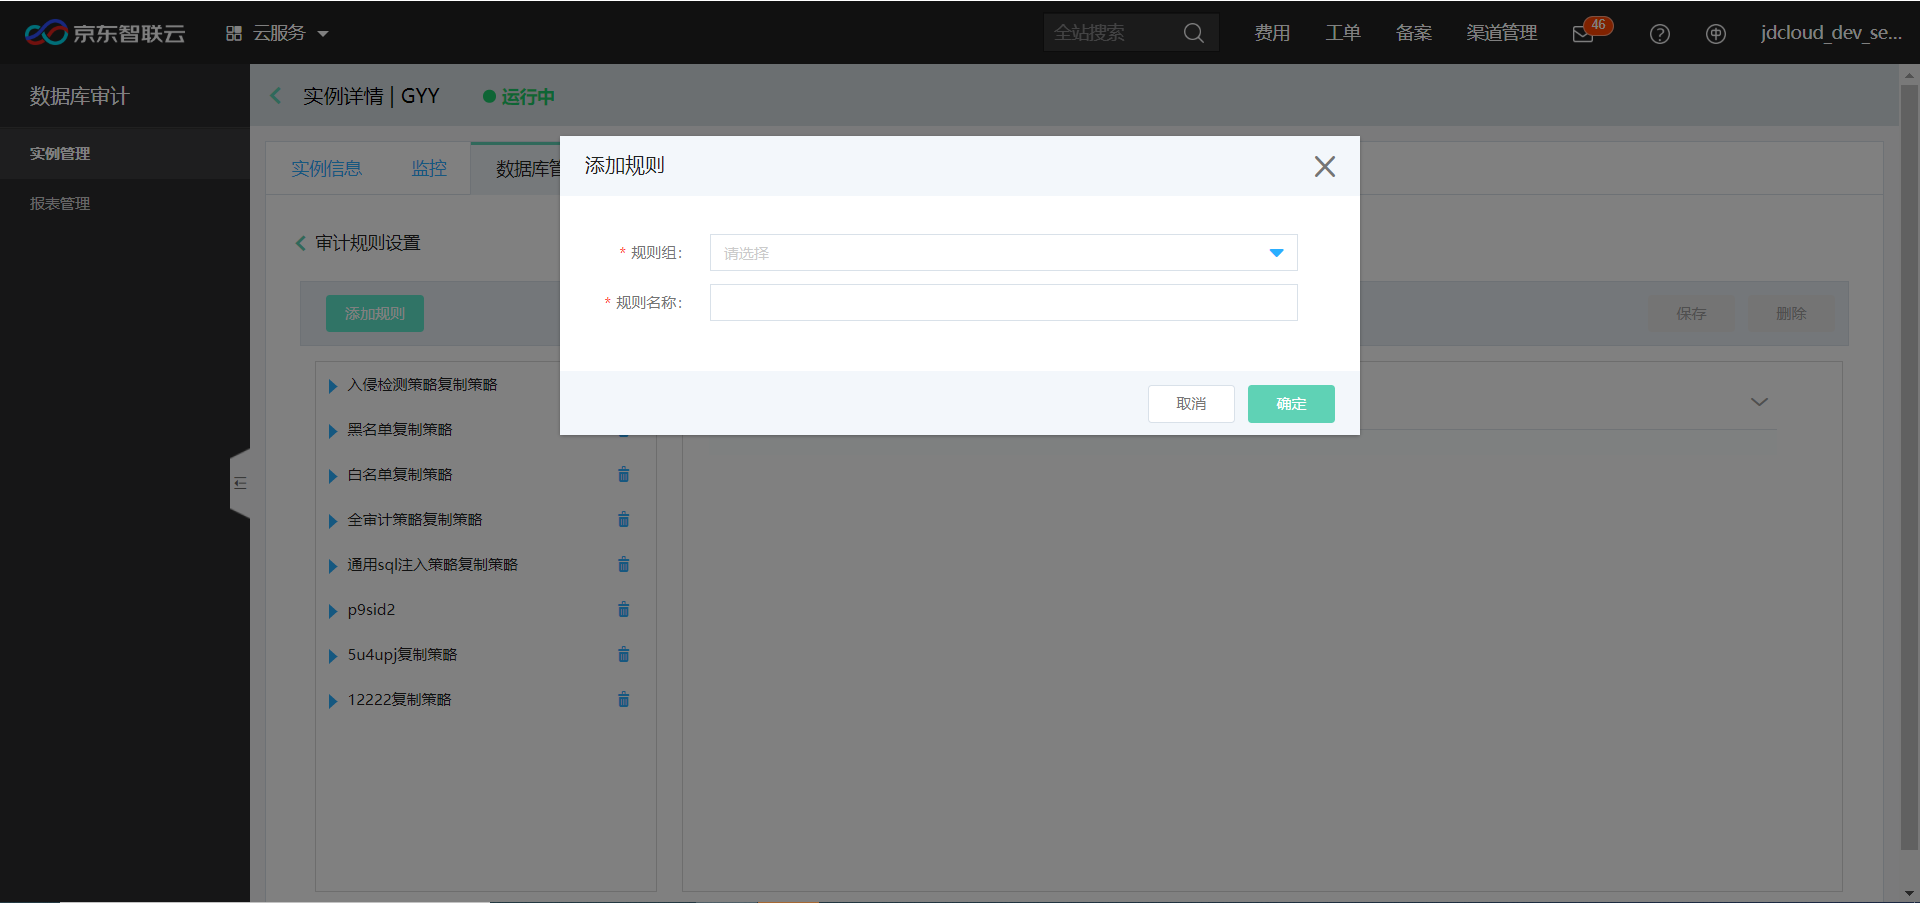 京东智联云
云服务
全站搜索
费用
工单
备案
渠道管理
46
jdcloud_dev_se...
数据库审计
实例管理
报表管理
实例详情 | GYY
运行中
实例信息
监控
数据库管
审计规则设置
添加规则
保存
删除
入侵检测策略复制策略
黑名单复制策略
白名单复制策略
全审计策略复制策略
通用sql注入策略复制策略
p9sid2
5u4upj复制策略
12222复制策略
添加规则
* 规则组：
请选择
* 规则名称：
取消
确定